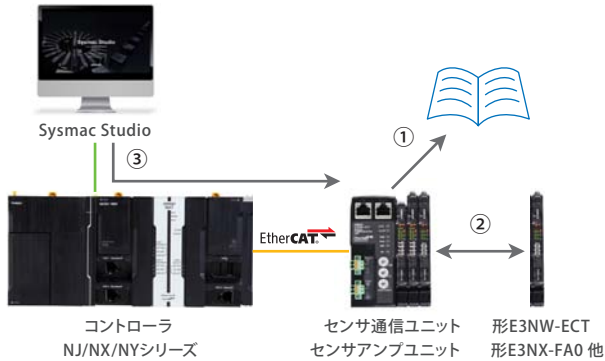 Sysmac Studio
Sysmac Studio
①
③
EtherCAT
②
コントローラ
NJ/NX/NYシリーズ
センサ通信ユニット
センサアンプユニット
形E3NW-ECT
形E3NX-FA0 他